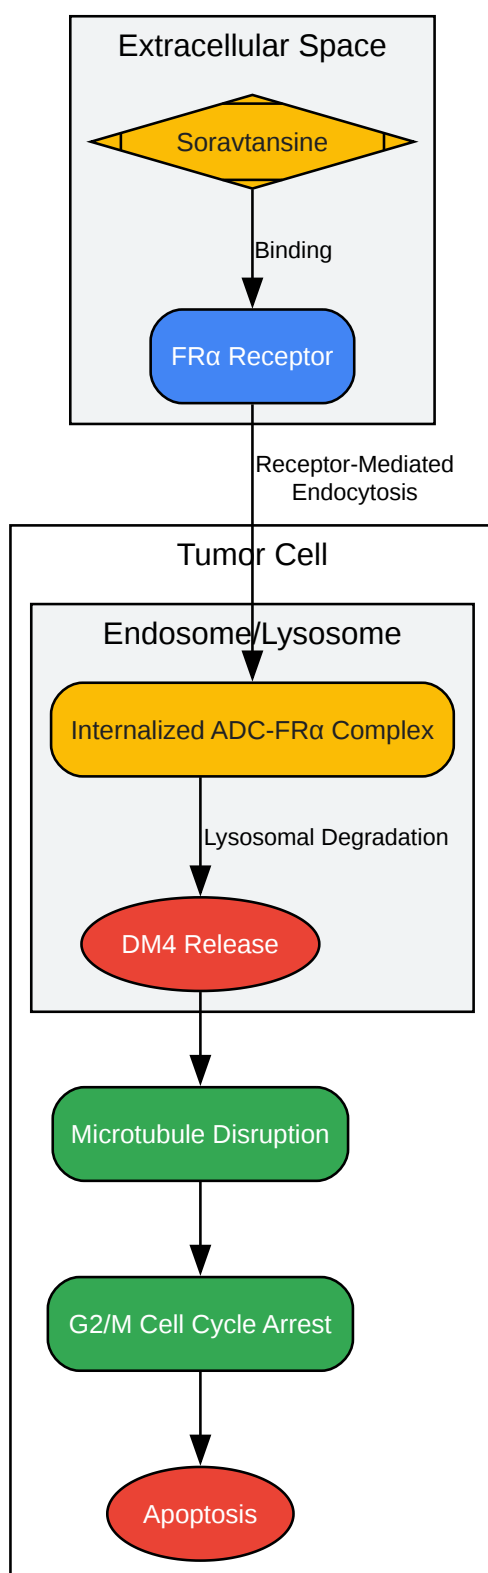 Extracellular Space
Soravtansine
Binding
FRα Receptor
Receptor-Mediated
Endocytosis
Tumor Cell
Endosome/Lysosome
Internalized ADC-FRα Complex
Lysosomal Degradation
DM4 Release
Microtubule Disruption
G2/M Cell Cycle Arrest
Apoptosis